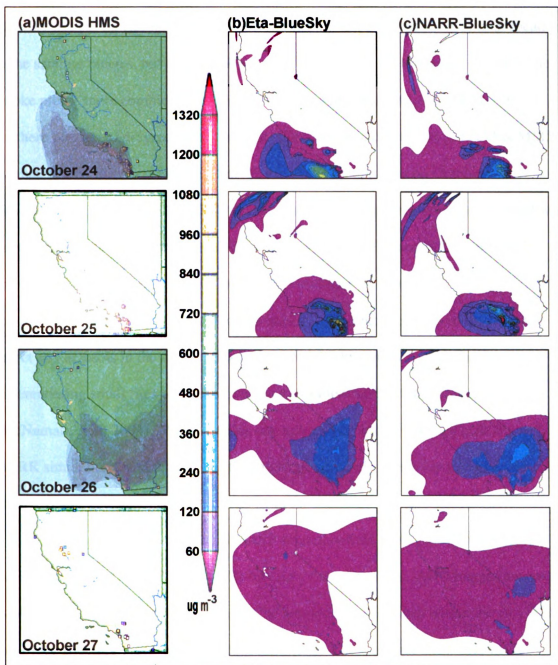 (a)MODIS HMS
(b)Eta-BlueSky
(c)NARR-BlueSky
October 24
October 25
October 26
October 27
1320
1200
1080
960
840
720
600
480
360
240
120
60
ug m-3